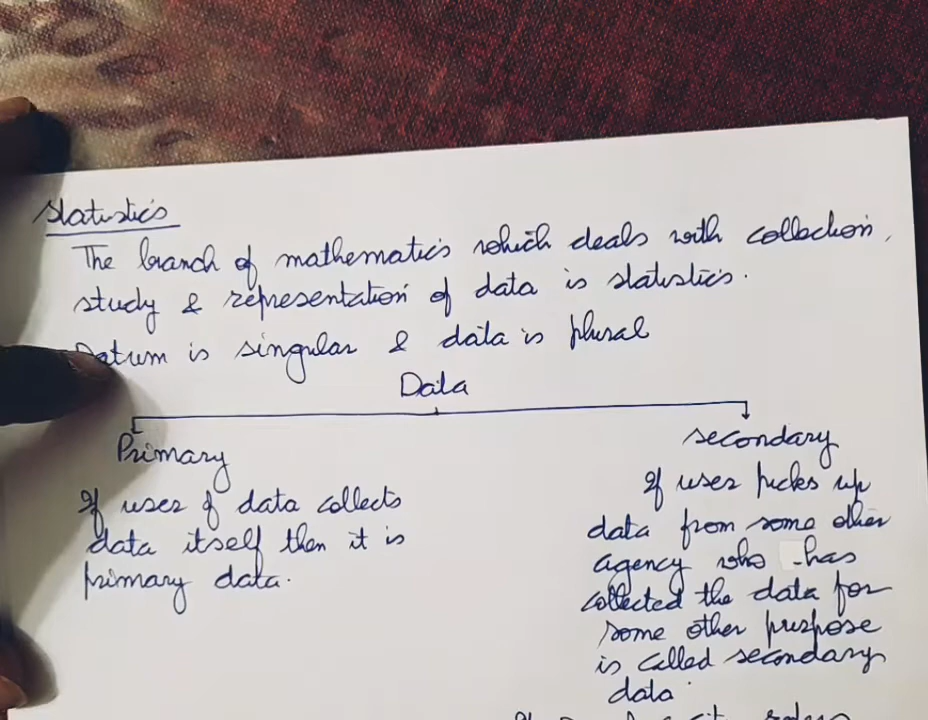 Statistics
The branch of mathematics which deals with collection,
study & representation of data is statistics.
Datum is singular & data is plural
Data
Primary
If user of data collects
data itself then it is
primary data.
secondary
If user picks up
data from some other
agency who has
collected the data for
some other purpose
is called secondary
data.